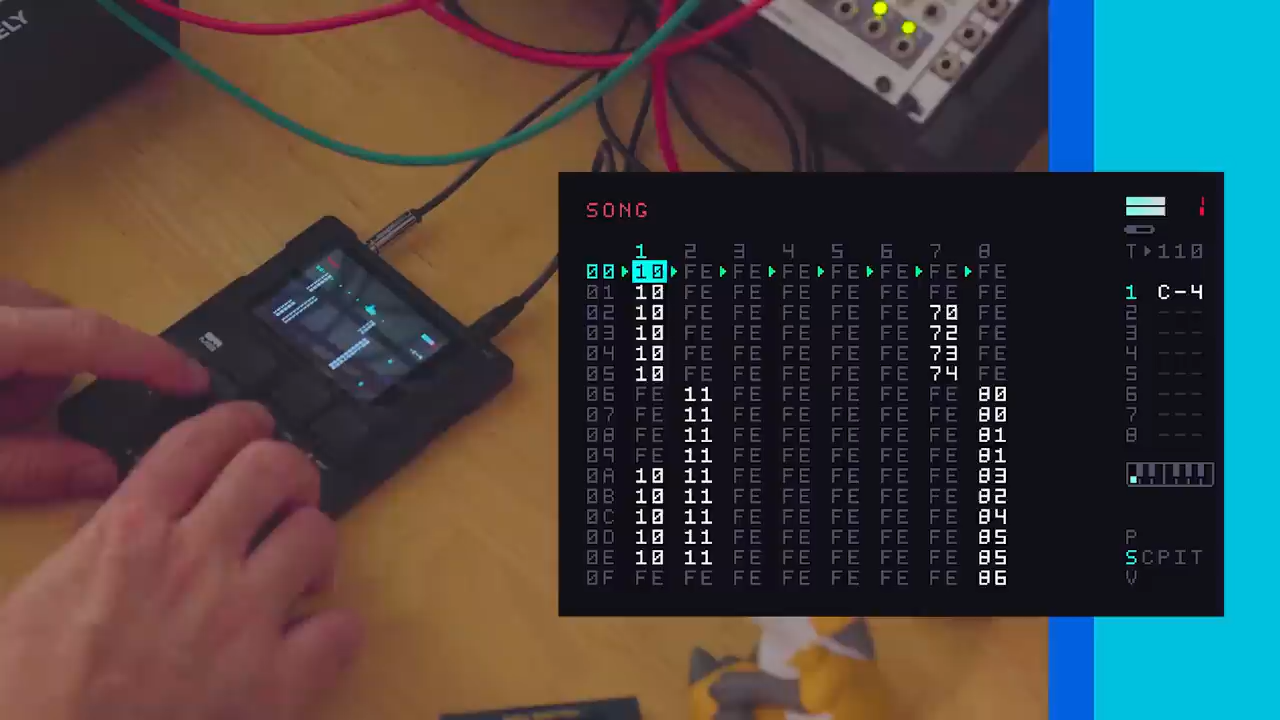 ELY
SONG
1 2 3 4 5 6 7 8 T 110
00 10 FE FE FE FE FE FE FE
01 10 FE FE FE FE FE FE FE 1 C-4
02 10 FE FE FE FE FE 70 FE 2 ---
03 10 FE FE FE FE FE 72 FE 3 ---
04 10 FE FE FE FE FE 73 FE 4 ---
05 10 FE FE FE FE FE 74 FE 5 ---
06 FE 11 FE FE FE FE FE 80 6 ---
07 FE 11 FE FE FE FE FE 80 7 ---
08 FE 11 FE FE FE FE FE 81 8 ---
09 FE 11 FE FE FE FE FE 81
0A 10 11 FE FE FE FE FE 83
0B 10 11 FE FE FE FE FE 82
0C 10 11 FE FE FE FE FE 84
0D 10 11 FE FE FE FE FE 85 P
0E 10 11 FE FE FE FE FE 85 SCPIT
0F FE FE FE FE FE FE FE 86 V